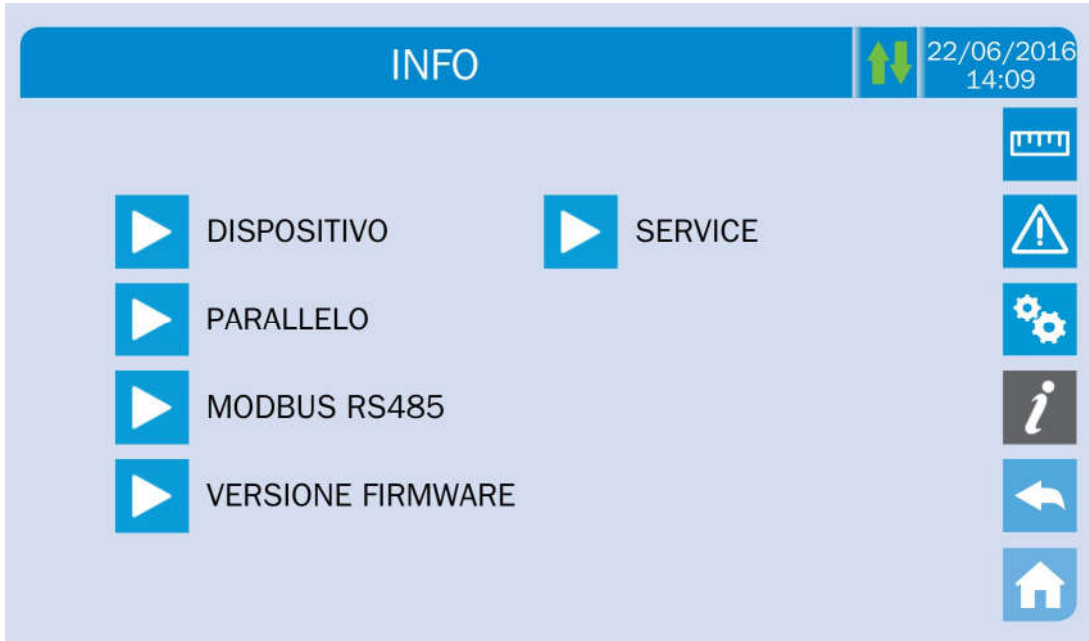 INFO
22/06/2016
14:09
DISPOSITIVO
SERVICE
PARALLELO
MODBUS RS485
VERSIONE FIRMWARE
i